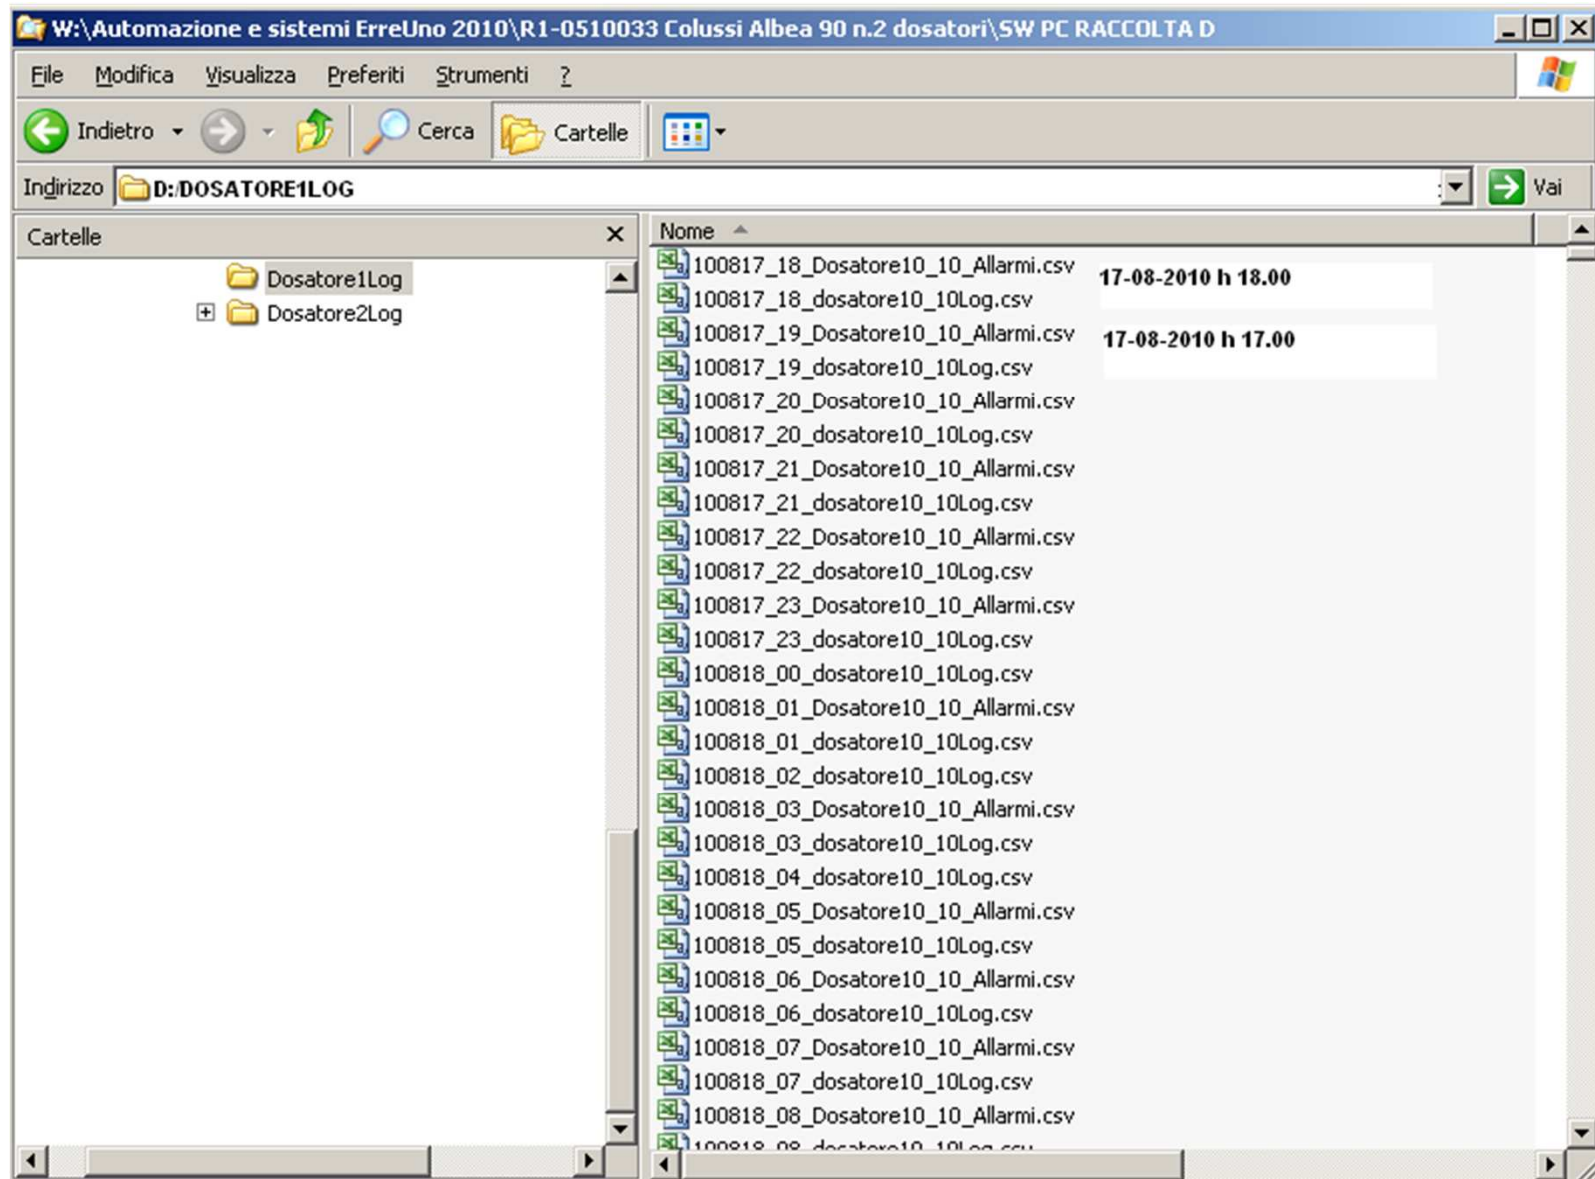 W:\Automazione e sistemi ErreUno 2010\R1-0510033 Colussi Albea 90 n.2 dosatori\SW PC RACCOLTA D
File Modifica Visualizza Preferiti Strumenti ?
Indietro Cerca Cartelle
Indirizzo D:/DOSATORE1LOG Vai
Cartelle
Dosatore1Log
Dosatore2Log
Nome
100817_18_Dosatore10_10_Allarmi.csv
17-08-2010 h 18.00
100817_18_dosatore10_10Log.csv
100817_19_Dosatore10_10_Allarmi.csv
17-08-2010 h 17.00
100817_19_dosatore10_10Log.csv
100817_20_Dosatore10_10_Allarmi.csv
100817_20_dosatore10_10Log.csv
100817_21_Dosatore10_10_Allarmi.csv
100817_21_dosatore10_10Log.csv
100817_22_Dosatore10_10_Allarmi.csv
100817_22_dosatore10_10Log.csv
100817_23_Dosatore10_10_Allarmi.csv
100817_23_dosatore10_10Log.csv
100818_00_dosatore10_10Log.csv
100818_01_Dosatore10_10_Allarmi.csv
100818_01_dosatore10_10Log.csv
100818_02_dosatore10_10Log.csv
100818_03_Dosatore10_10_Allarmi.csv
100818_03_dosatore10_10Log.csv
100818_04_dosatore10_10Log.csv
100818_05_Dosatore10_10_Allarmi.csv
100818_05_dosatore10_10Log.csv
100818_06_Dosatore10_10_Allarmi.csv
100818_06_dosatore10_10Log.csv
100818_07_Dosatore10_10_Allarmi.csv
100818_07_dosatore10_10Log.csv
100818_08_Dosatore10_10_Allarmi.csv
100818_08_dosatore10_10Log.csv